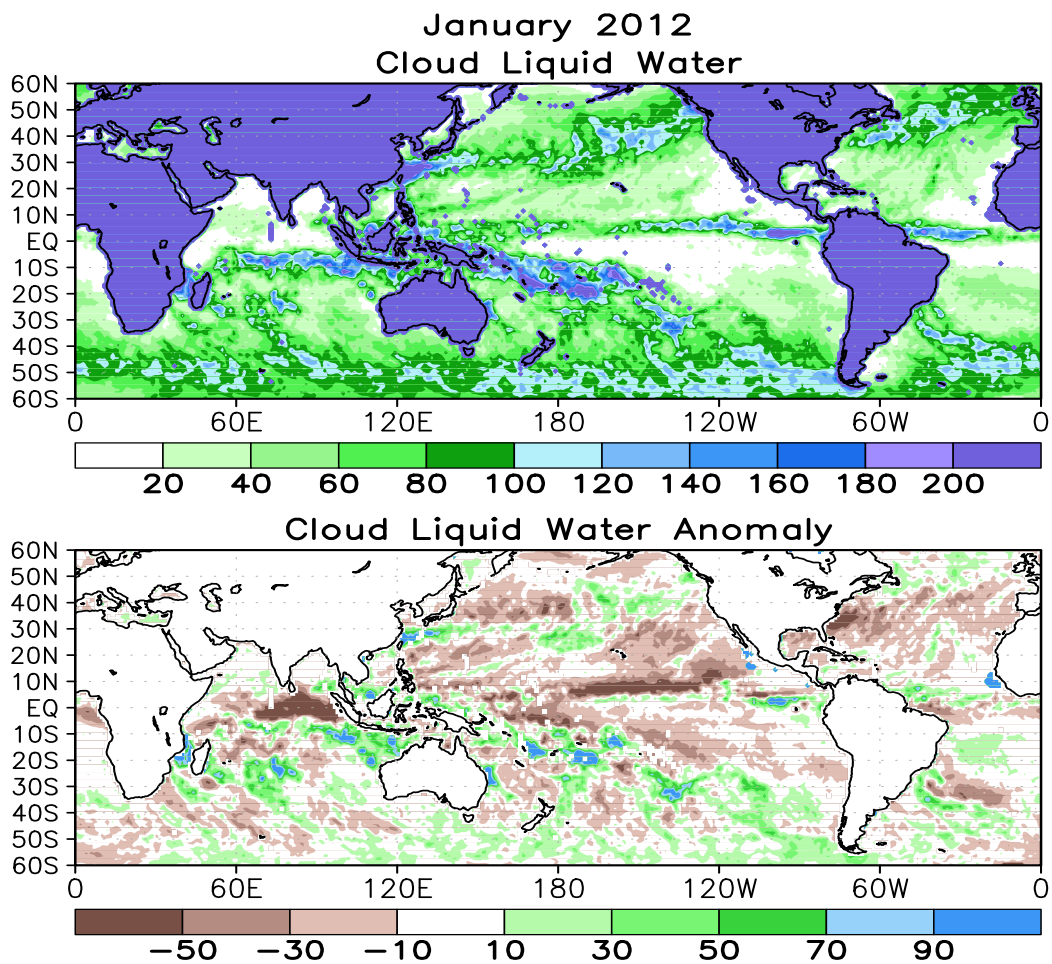 January 2012
Cloud Liquid Water
60N
50N
40N
30N
20N
10N
EQ
10S
20S
30S
40S
50S
60S
0 60E 120E 180 120W 60W 0
20 40 60 80 100 120 140 160 180 200
Cloud Liquid Water Anomaly
60N
50N
40N
30N
20N
10N
EQ
10S
20S
30S
40S
50S
60S
0 60E 120E 180 120W 60W 0
−50 −30 −10 10 30 50 70 90